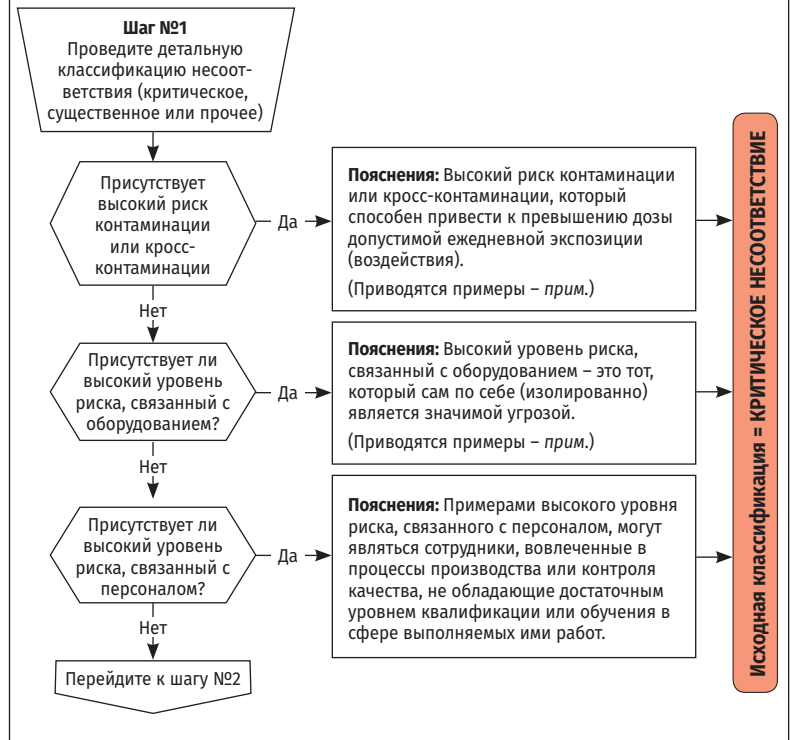 Шаг №1
Проведите детальную
классификацию несоот-
ветствия (критическое,
существенное или прочее)
Присутствует
высокий риск
контаминации
или кросс-
контаминации
Да
Пояснения: Высокий риск контаминации
или кросс-контаминации, который
способен привести к превышению дозы
допустимой ежедневной экспозиции
(воздействия).
(Приводятся примеры – прим.)
Нет
Присутствует ли
высокий уровень
риска, связанный с
оборудованием?
Да
Пояснения: Высокий уровень риска,
связанный с оборудованием – это тот,
который сам по себе (изолированно)
является значимой угрозой.
(Приводятся примеры – прим.)
Нет
Присутствует ли
высокий уровень
риска, связанный с
персоналом?
Да
Пояснения: Примерами высокого уровня
риска, связанного с персоналом, могут
являться сотрудники, вовлеченные в
процессы производства или контроля
качества, не обладающие достаточным
уровнем квалификации или обучения в
сфере выполняемых ими работ.
Нет
Перейдите к шагу №2
Исходная классификация = КРИТИЧЕСКОЕ НЕСООТВЕТСТВИЕ